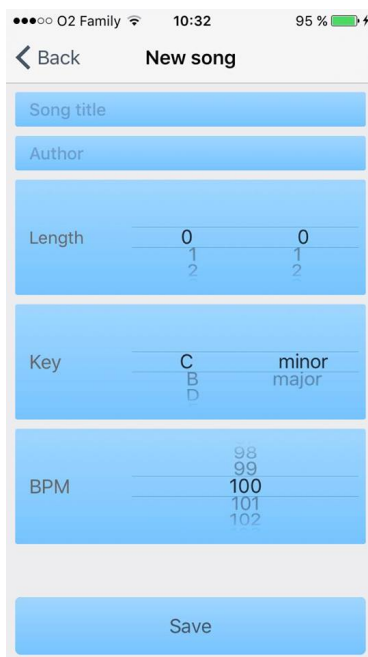 O2 Family 10:32 95 %
Back New song
Song title
Author
Length 0 0
1 1
2 2
Key C minor
B major
D
98
99
BPM 100
101
102
Save